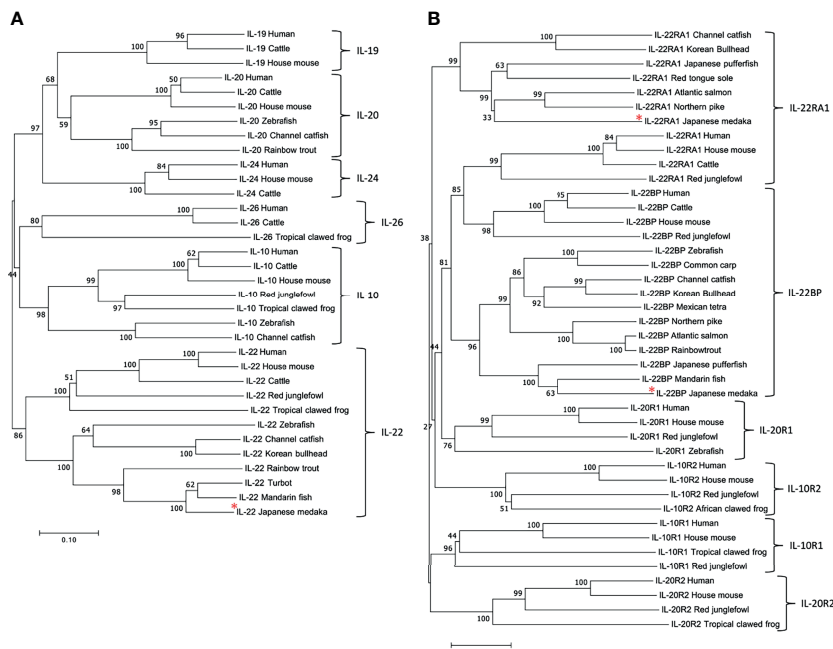 A
IL-19 Human
IL-19 Cattle
IL-19 House mouse
IL-20 Human
IL-20 Cattle
IL-20 House mouse
IL-20 Zebrafish
IL-20 Channel catfish
IL-20 Rainbow trout
IL-24 Human
IL-24 House mouse
IL-24 Cattle
IL-26 Human
IL-26 Cattle
IL-26 Tropical clawed frog
IL-10 Human
IL-10 Cattle
IL-10 House mouse
IL-10 Red junglefowl
IL-10 Tropical clawed frog
IL-10 Zebrafish
IL-10 Channel catfish
IL-22 Human
IL-22 House mouse
IL-22 Cattle
IL-22 Red junglefowl
IL-22 Tropical clawed frog
IL-22 Zebrafish
IL-22 Channel catfish
IL-22 Korean bullhead
IL-22 Rainbow trout
IL-22 Turbot
IL-22 Mandarin fish
* IL-22 Japanese medaka
IL-19
IL-20
IL-24
IL-26
IL 10
IL-22
96
100
68
50
100
59
95
100
97
84
100
100
80
44
62
100
99
97
98
100
100
100
51
100
86
64
100
100
98
62
100
0.10
B
IL-22RA1 Channel catfish
IL-22RA1 Korean Bullhead
IL-22RA1 Japanese pufferfish
IL-22RA1 Red tongue sole
IL-22RA1 Atlantic salmon
IL-22RA1 Northern pike
* IL-22RA1 Japanese medaka
IL-22RA1 Human
IL-22RA1 House mouse
IL-22RA1 Cattle
IL-22RA1 Red junglefowl
IL-22BP Human
IL-22BP Cattle
IL-22BP House mouse
IL-22BP Red junglefowl
IL-22BP Zebrafish
IL-22BP Common carp
IL-22BP Channel catfish
IL-22BP Korean Bullhead
IL-22BP Mexican tetra
IL-22BP Northern pike
IL-22BP Atlantic salmon
IL-22BP Rainbowtrout
IL-22BP Japanese pufferfish
IL-22BP Mandarin fish
* IL-22BP Japanese medaka
IL-20R1 Human
IL-20R1 House mouse
IL-20R1 Red junglefowl
IL-20R1 Zebrafish
IL-10R2 Human
IL-10R2 House mouse
IL-10R2 Red junglefowl
IL-10R2 African clawed frog
IL-10R1 Human
IL-10R1 House mouse
IL-10R1 Tropical clawed frog
IL-10R1 Red junglefowl
IL-20R2 Human
IL-20R2 House mouse
IL-20R2 Red junglefowl
IL-20R2 Tropical clawed frog
IL-22RA1
IL-22BP
IL-20R1
IL-10R2
IL-10R1
IL-20R2
100
99
63
99
99
33
84
100
99
85
95
100
98
38
81
100
86
99
99
92
96
100
100
100
63
44
27
100
99
76
100
100
51
100
44
96
100
99
100